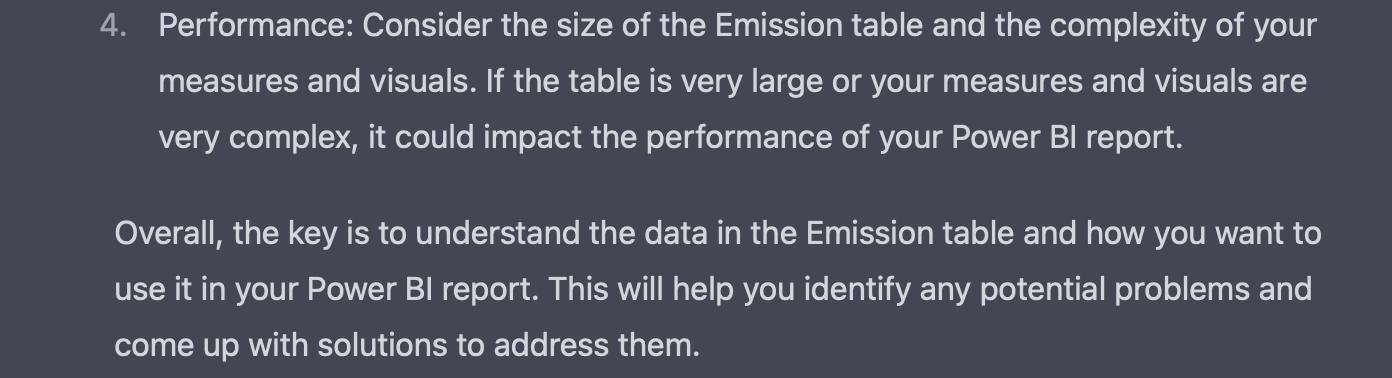 4. Performance: Consider the size of the Emission table and the complexity of your
measures and visuals. If the table is very large or your measures and visuals are
very complex, it could impact the performance of your Power BI report.
Overall, the key is to understand the data in the Emission table and how you want to
use it in your Power BI report. This will help you identify any potential problems and
come up with solutions to address them.